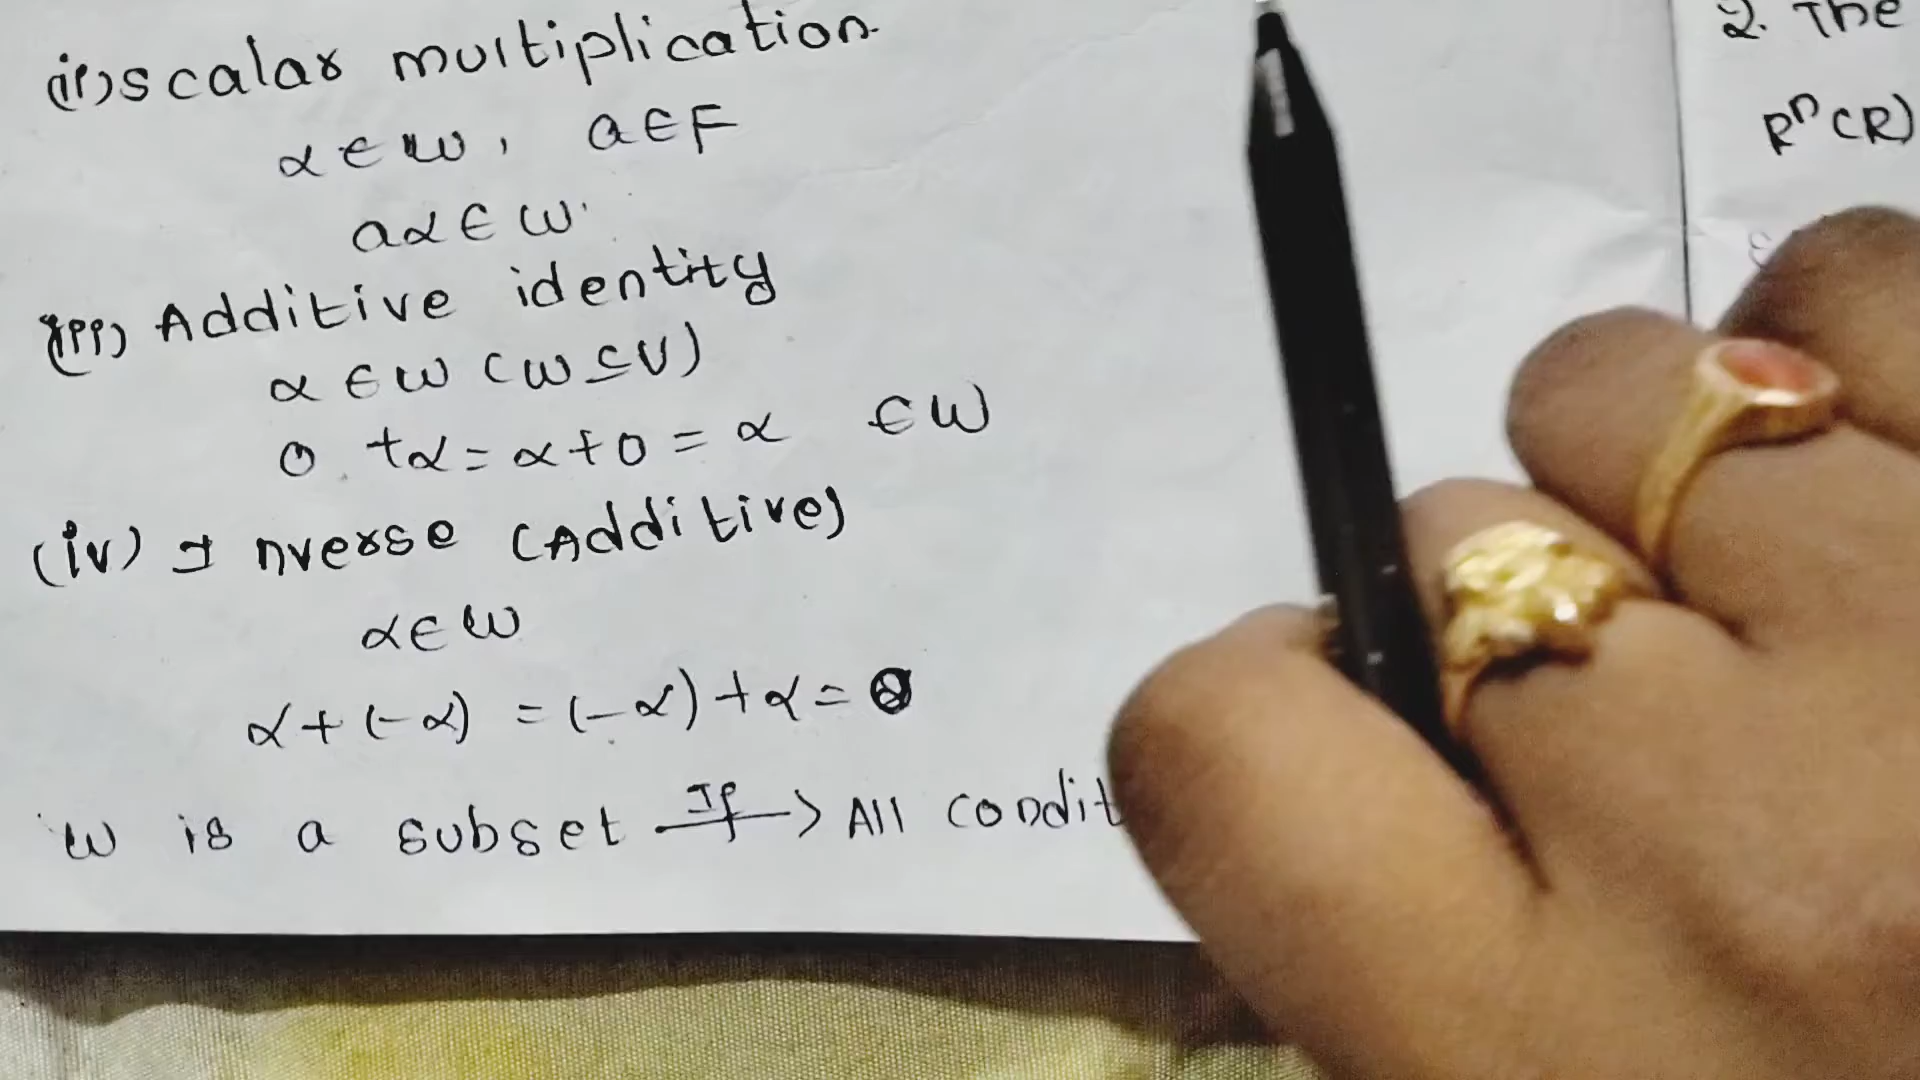 (ii) scalar multiplication
α ∈ W, a ∈ F
aα ∈ W.
(iii) Additive identity
α ∈ W (W ⊆ V)
0 + α = α + 0 = α ∈ W
(iv) Inverse (Additive)
α ∈ W
α + (-α) = (-α) + α = 0
W is a subset If → All condit
2. The
Rⁿ(R)